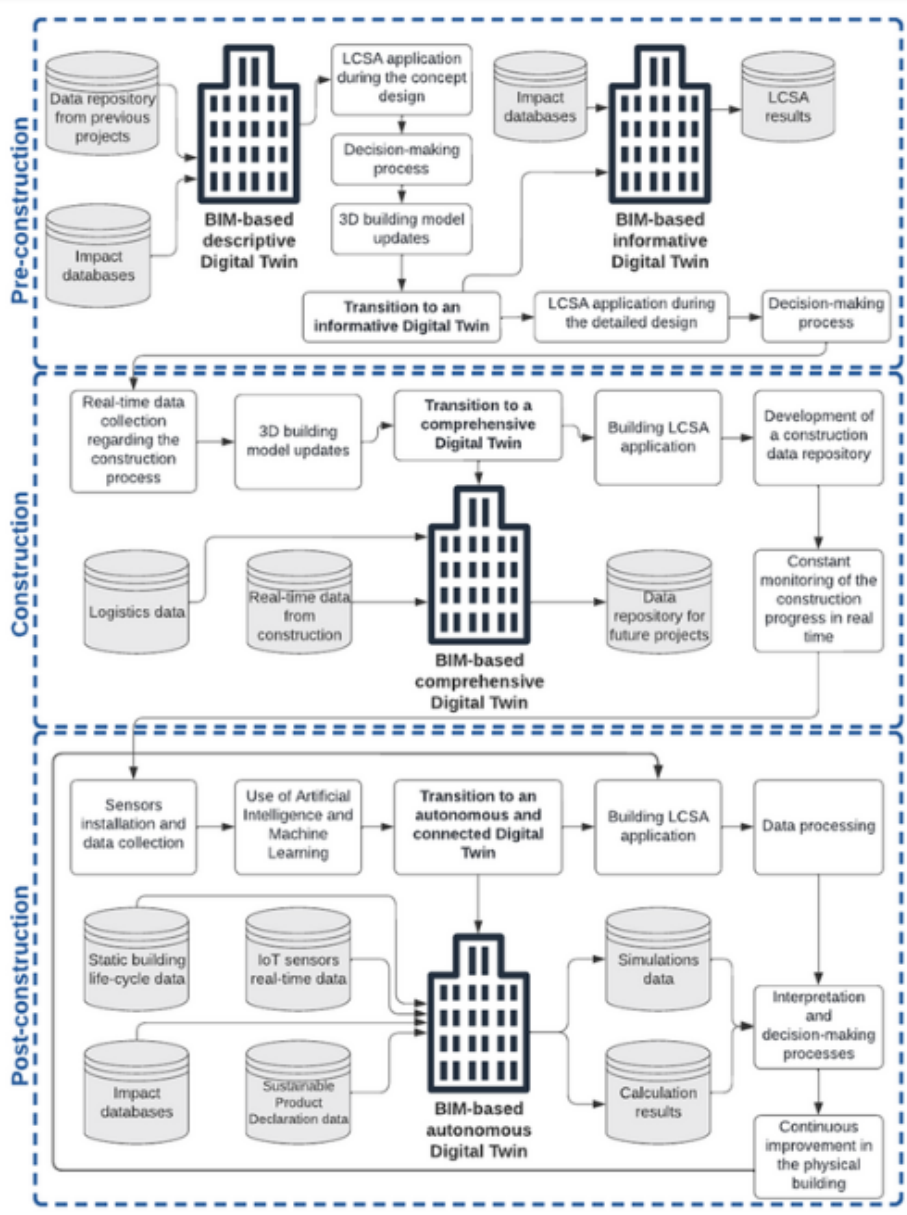 Pre-construction
Data repository
from previous
projects
Impact
databases
BIM-based
descriptive
Digital Twin
LCSA application
during the concept
design
Decision-making
process
3D building model
updates
Transition to an
informative Digital Twin
Impact
databases
BIM-based
informative
Digital Twin
LCSA
results
LCSA application during
the detailed design
Decision-making
process
Construction
Real-time data
collection
regarding the
construction
process
3D building
model updates
Transition to a
comprehensive
Digital Twin
Building LCSA
application
Development of
a construction
data repository
Logistics data
Real-time data
from
construction
BIM-based
comprehensive
Digital Twin
Data
repository for
future projects
Constant
monitoring of the
construction
progress in real
time
Post-construction
Sensors
installation and
data collection
Use of Artificial
Intelligence and
Machine
Learning
Transition to an
autonomous and
connected Digital
Twin
Building LCSA
application
Data processing
Static building
life-cycle data
IoT sensors
real-time data
Impact
databases
Sustainable
Product
Declaration data
BIM-based
autonomous
Digital Twin
Simulations
data
Calculation
results
Interpretation
and
decision-making
processes
Continuous
improvement in
the physical
building